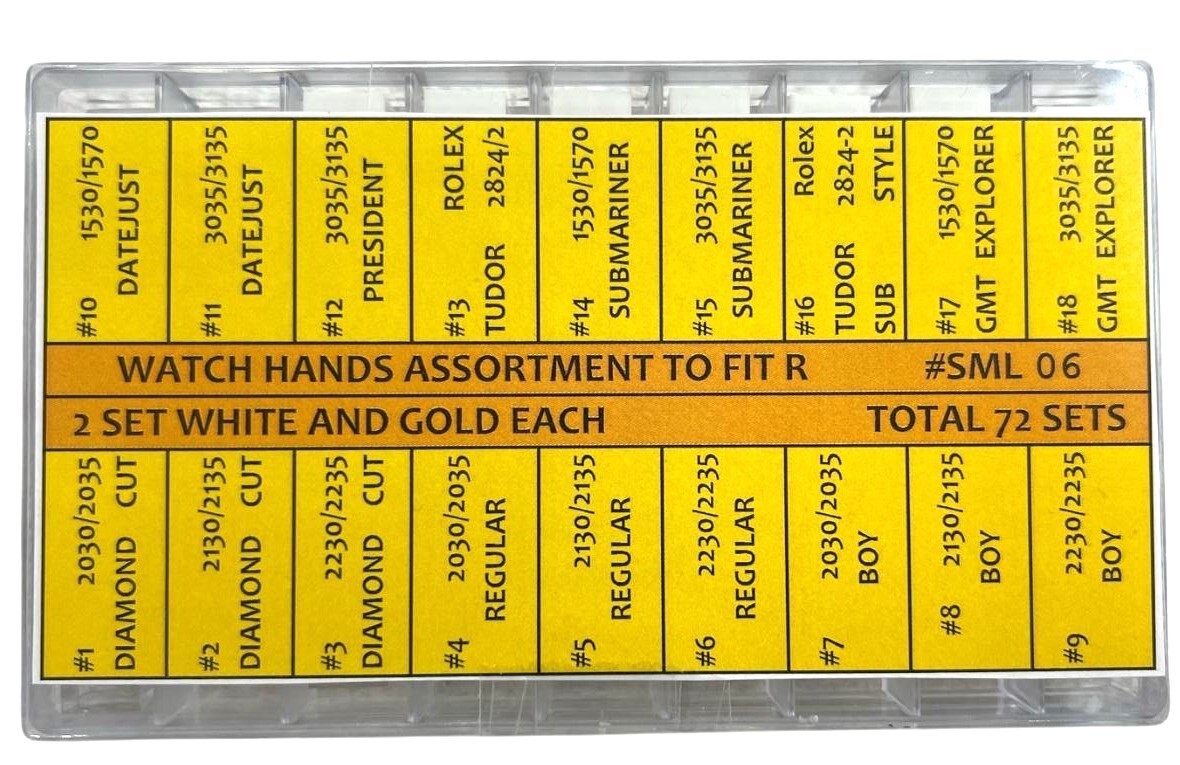 #10 1530/1570
DATEJUST
#11 3035/3135
DATEJUST
#12 3035/3135
PRESIDENT
#13 ROLEX
TUDOR 2824/2
#14 1530/1570
SUBMARINER
#15 3035/3135
SUBMARINER
#16 Rolex
TUDOR 2824-2
SUB STYLE
#17 1530/1570
GMT EXPLORER
#18 3035/3135
GMT EXPLORER
WATCH HANDS ASSORTMENT TO FIT R #SML 06
2 SET WHITE AND GOLD EACH TOTAL 72 SETS
#1 2030/2035
DIAMOND CUT
#2 2130/2135
DIAMOND CUT
#3 2230/2235
DIAMOND CUT
#4 2030/2035
REGULAR
#5 2130/2135
REGULAR
#6 2230/2235
REGULAR
#7 2030/2035
BOY
#8 2130/2135
BOY
#9 2230/2235
BOY